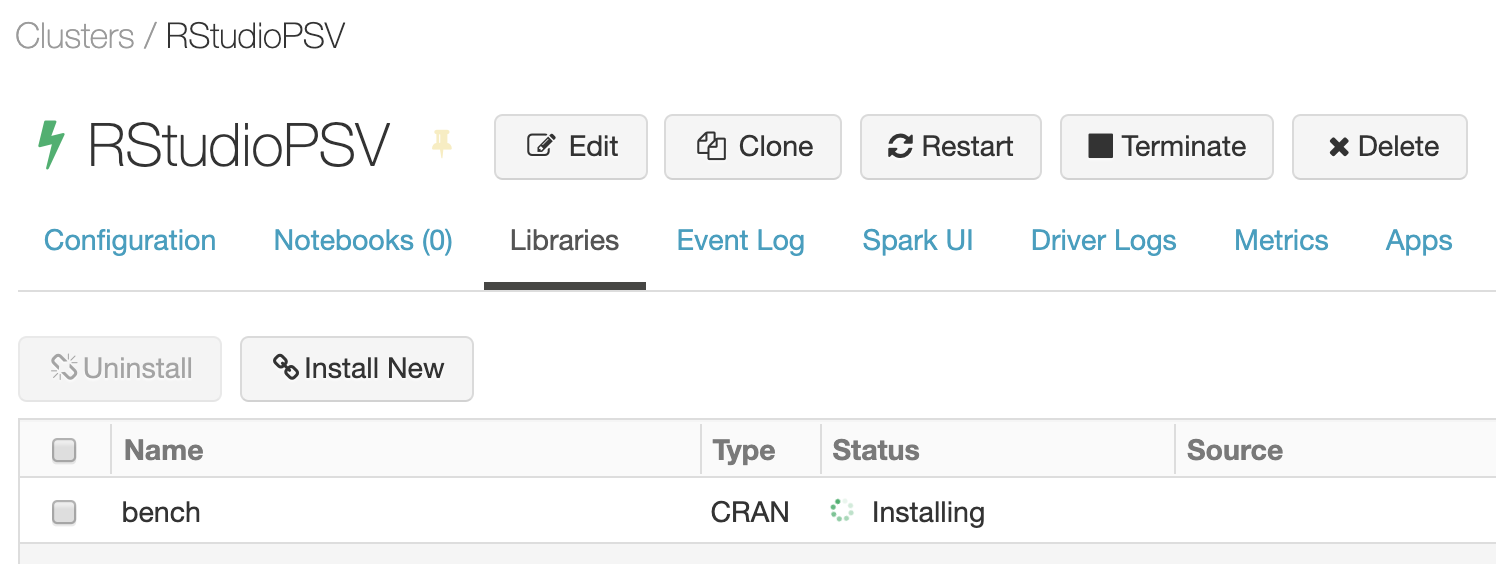 Clusters / RStudioPSV
RStudioPSV Edit Clone Restart Terminate Delete
Configuration Notebooks (0) Libraries Event Log Spark UI Driver Logs Metrics Apps
Uninstall Install New
Name Type Status Source
bench CRAN Installing